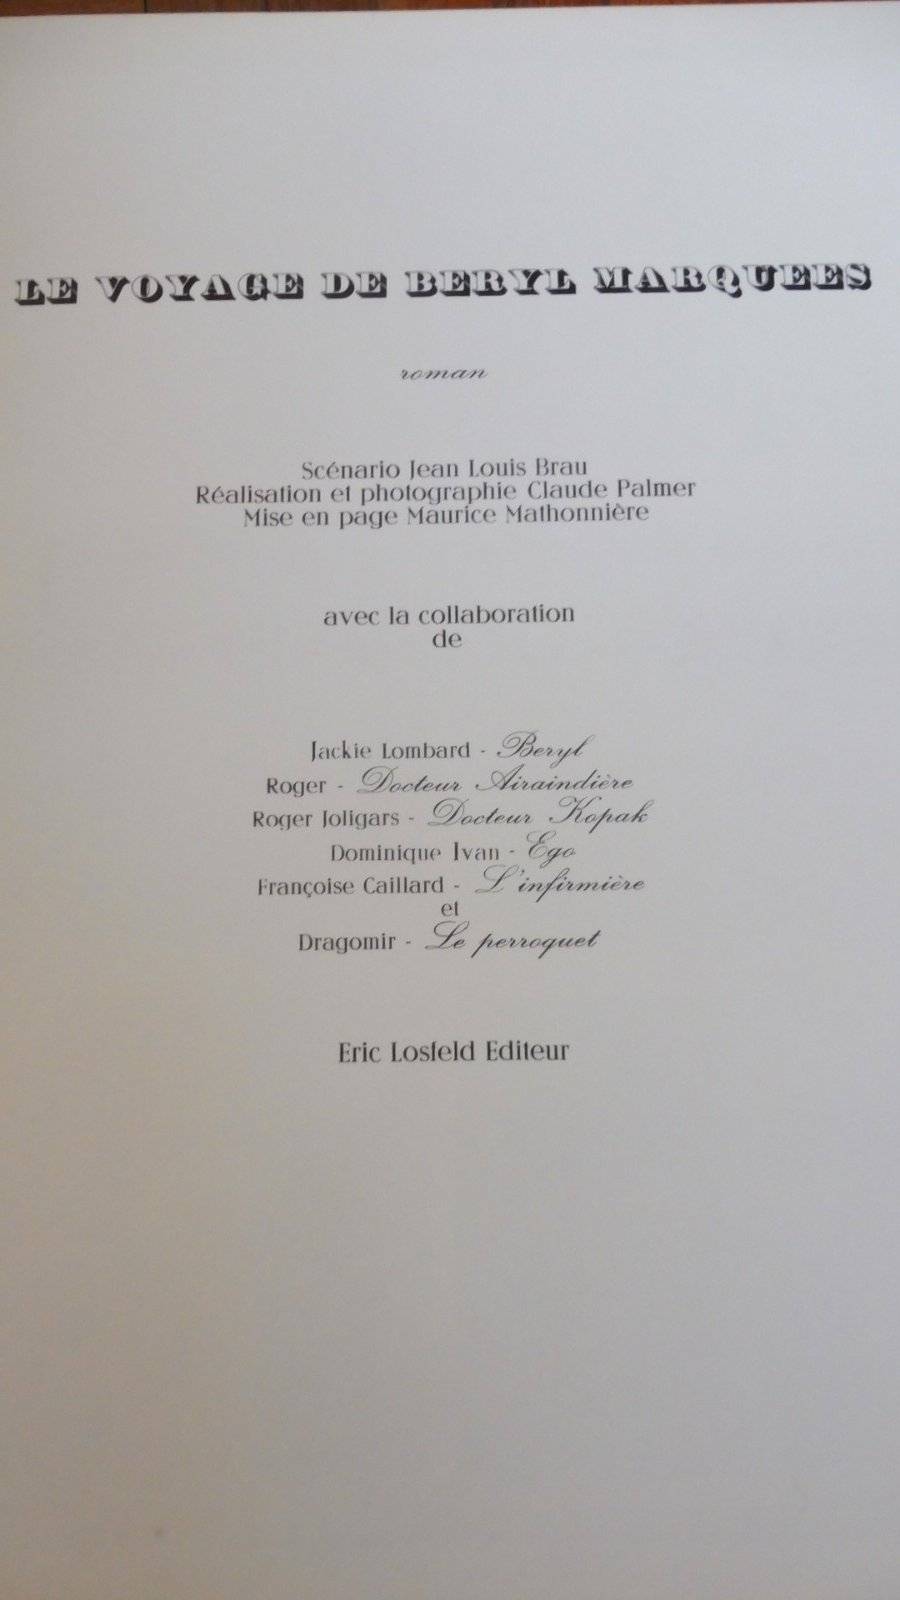 LE VOYAGE DE BERYL MARQUEES
roman
Scénario Jean Louis Brau
Réalisation et photographie Claude Palmer
Mise en page Maurice Mathonnière
avec la collaboration
de
Jackie Lombard - Beryl
Roger - Docteur Airaindière
Roger Joligars - Docteur Kopak
Dominique Ivan - Ego
Françoise Caillard - L'infirmière
et
Dragomir - Le perroquet
Eric Losfeld Editeur